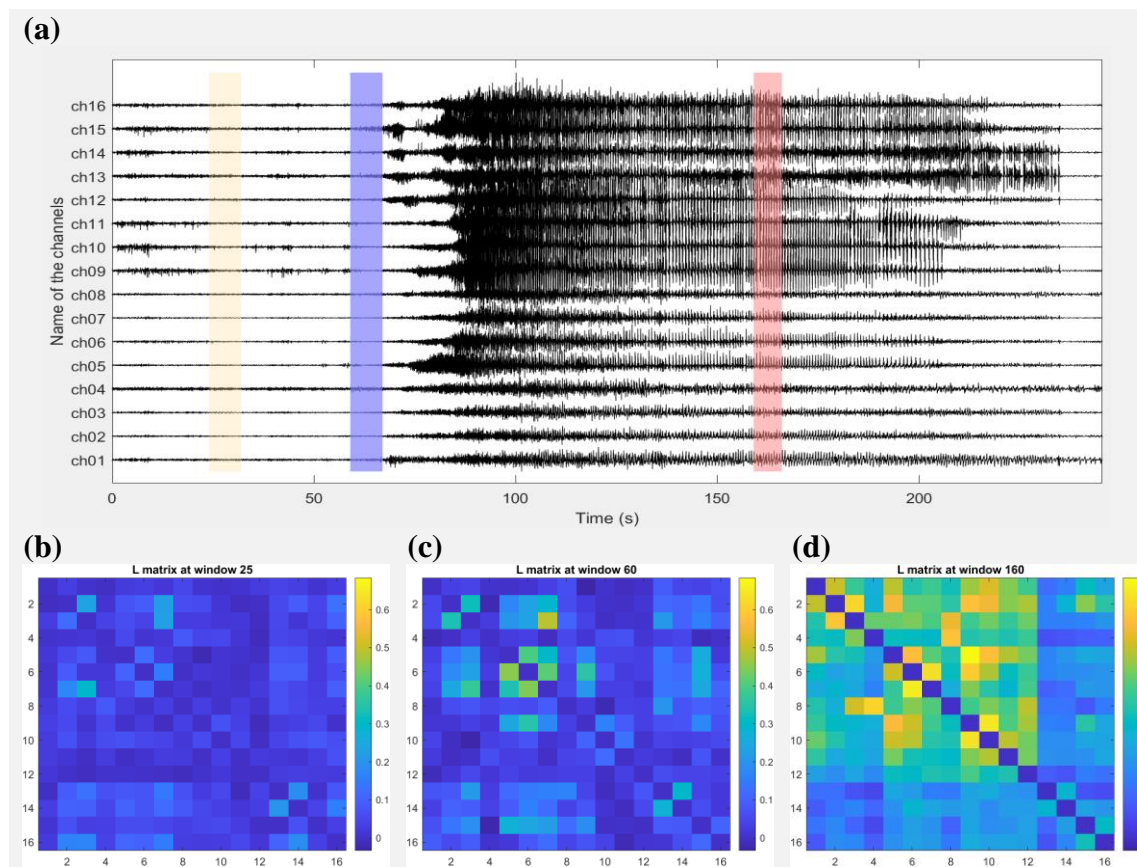 (a)
Name of the channels
ch16
ch15
ch14
ch13
ch12
ch11
ch10
ch09
ch08
ch07
ch06
ch05
ch04
ch03
ch02
ch01
0 50 100 150 200
Time (s)
(b) (c) (d)
L matrix at window 25
2
4
6
8
10
12
14
16
2 4 6 8 10 12 14 16
0.6
0.5
0.4
0.3
0.2
0.1
0
L matrix at window 60
2
4
6
8
10
12
14
16
2 4 6 8 10 12 14 16
0.6
0.5
0.4
0.3
0.2
0.1
0
L matrix at window 160
2
4
6
8
10
12
14
16
2 4 6 8 10 12 14 16